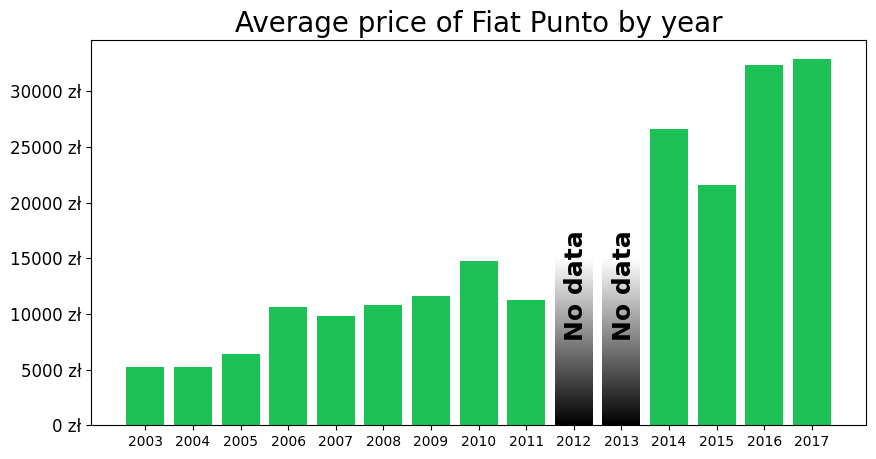 Average price of Fiat Punto by year
30000 zł
25000 zł
20000 zł
15000 zł
10000 zł
5000 zł
0 zł
No data
No data
2003 2004 2005 2006 2007 2008 2009 2010 2011 2012 2013 2014 2015 2016 2017